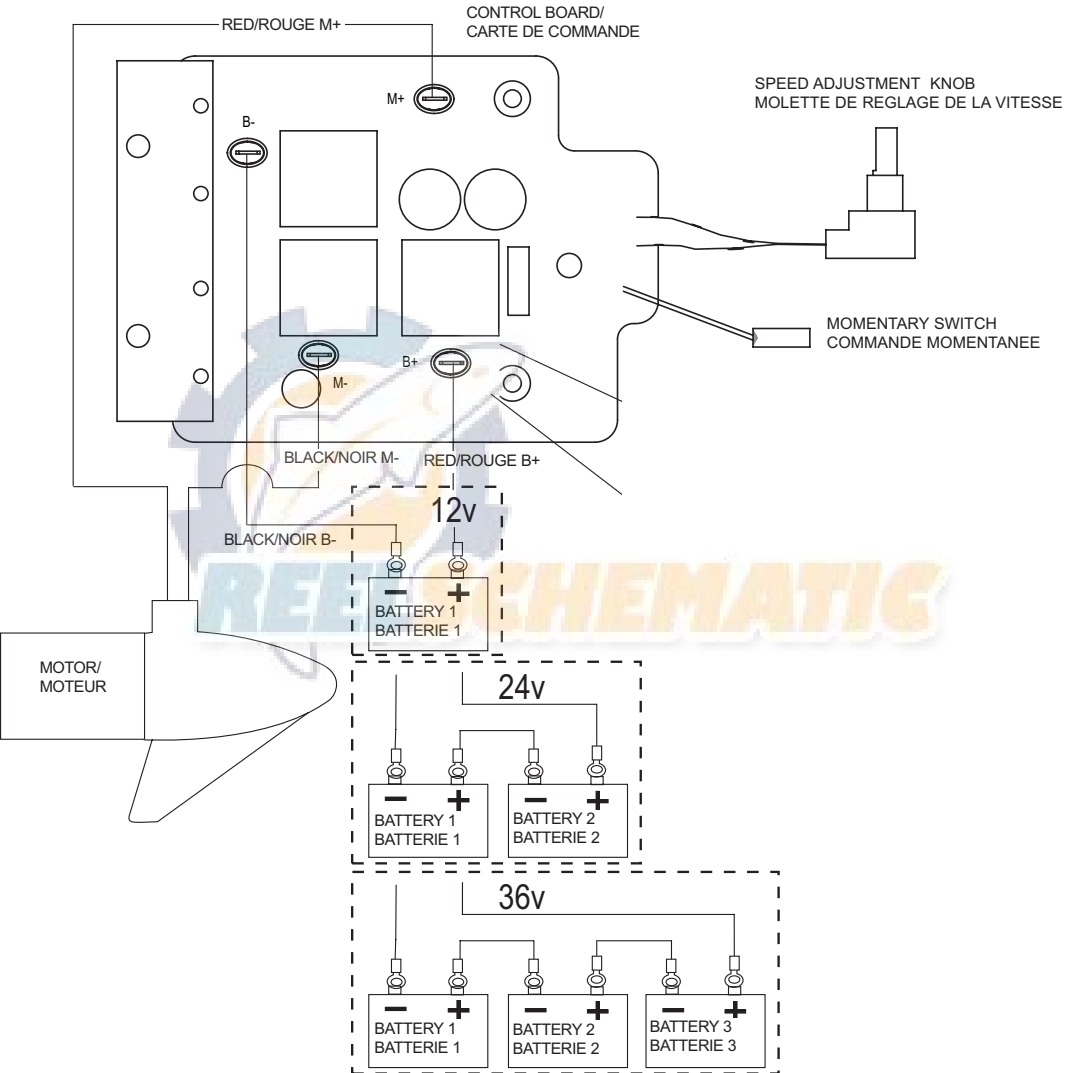 RED/ROUGE M+
CONTROL BOARD/
CARTE DE COMMANDE
SPEED ADJUSTMENT KNOB
MOLETTE DE REGLAGE DE LA VITESSE
M+
B-
MOMENTARY SWITCH
COMMANDE MOMENTANEE
B+
M-
BLACK/NOIR M-
RED/ROUGE B+
12v
BLACK/NOIR B-
REEL SCHEMATIC
- +
BATTERY 1
BATTERIE 1
MOTOR/
MOTEUR
24v
- +
BATTERY 1
BATTERIE 1
- +
BATTERY 2
BATTERIE 2
36v
- +
BATTERY 1
BATTERIE 1
- +
BATTERY 2
BATTERIE 2
- +
BATTERY 3
BATTERIE 3